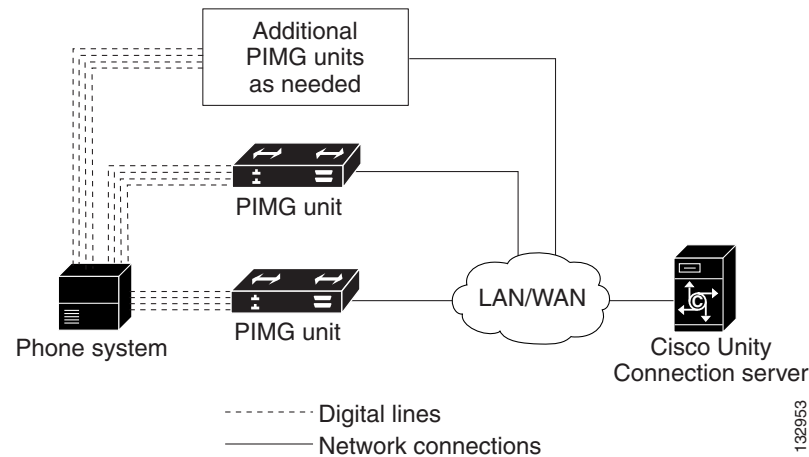 Additional
PIMG units
as needed
PIMG unit
PIMG unit
LAN/WAN
Phone system
Cisco Unity
Connection server
Digital lines
Network connections
132953